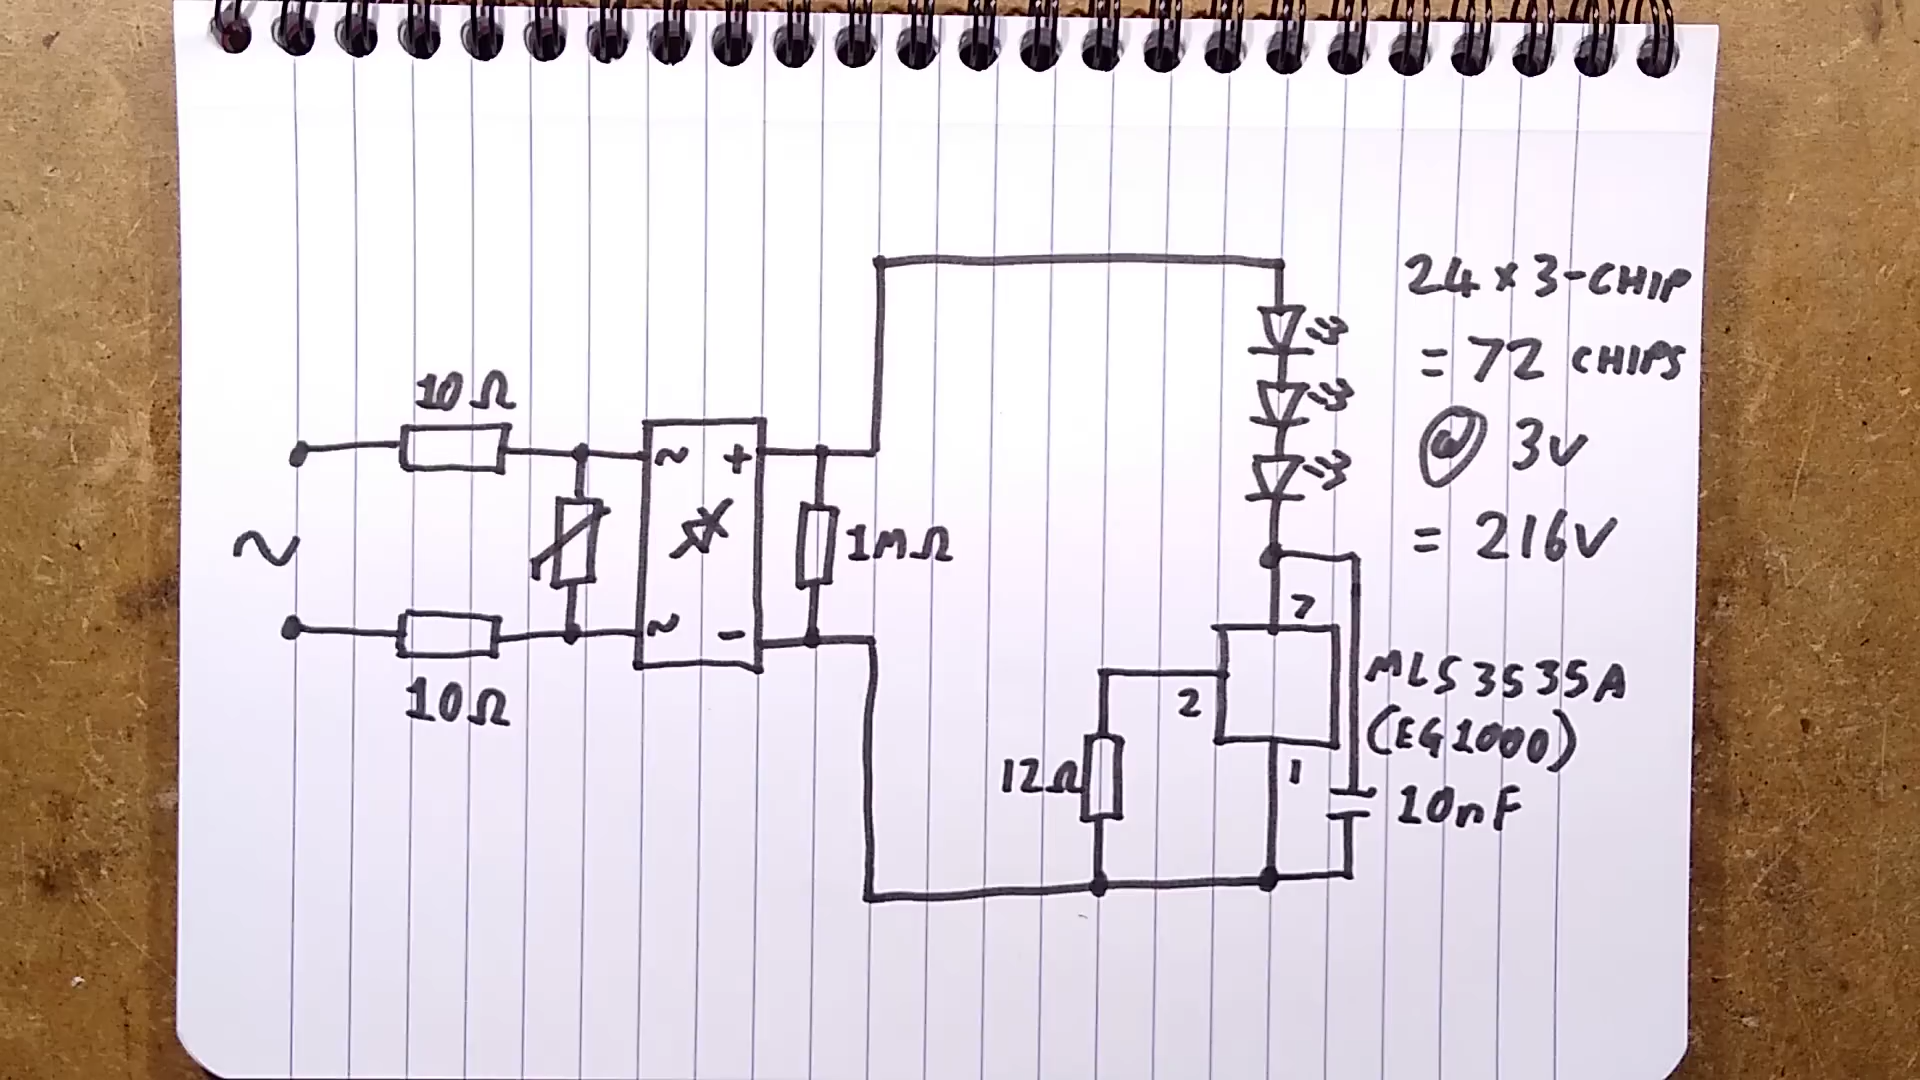 24 x 3-CHIP
= 72 CHIPS
@ 3V
= 216V
10Ω
~
~ +
1MΩ
~ -
10Ω
7
2
MLS3535A
(EG1000)
1
12Ω
10nF